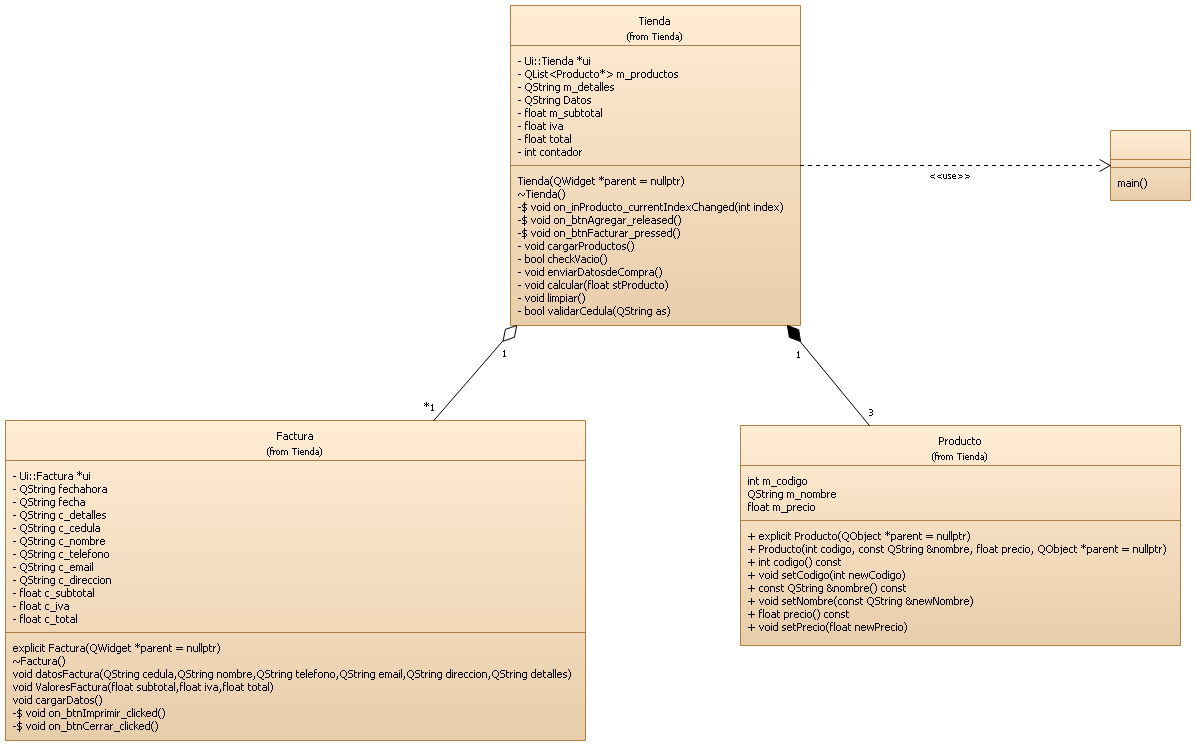 Tienda
(from Tienda)
- Ui::Tienda *ui
- QList<Producto*> m_productos
- QString m_detalles
- QString Datos
- float m_subtotal
- float iva
- float total
- int contador
Tienda(QWidget *parent = nullptr)
~Tienda()
-$ void on_inProducto_currentIndexChanged(int index)
-$ void on_btnAgregar_released()
-$ void on_btnFacturar_pressed()
- void cargarProductos()
- bool checkVacio()
- void enviarDatosdeCompra()
- void calcular(float stProducto)
- void limpiar()
- bool validarCedula(QString as)
<<use>>
main()
1
*1
1
3
Factura
(from Tienda)
- Ui::Factura *ui
- QString fechahora
- QString fecha
- QString c_detalles
- QString c_cedula
- QString c_nombre
- QString c_telefono
- QString c_email
- QString c_direccion
- float c_subtotal
- float c_iva
- float c_total
explicit Factura(QWidget *parent = nullptr)
~Factura()
void datosFactura(QString cedula,QString nombre,QString telefono,QString email,QString direccion,QString detalles)
void ValoresFactura(float subtotal,float iva,float total)
void cargarDatos()
-$ void on_btnImprimir_clicked()
-$ void on_btnCerrar_clicked()
Producto
(from Tienda)
int m_codigo
QString m_nombre
float m_precio
+ explicit Producto(QObject *parent = nullptr)
+ Producto(int codigo, const QString &nombre, float precio, QObject *parent = nullptr)
+ int codigo() const
+ void setCodigo(int newCodigo)
+ const QString &nombre() const
+ void setNombre(const QString &newNombre)
+ float precio() const
+ void setPrecio(float newPrecio)